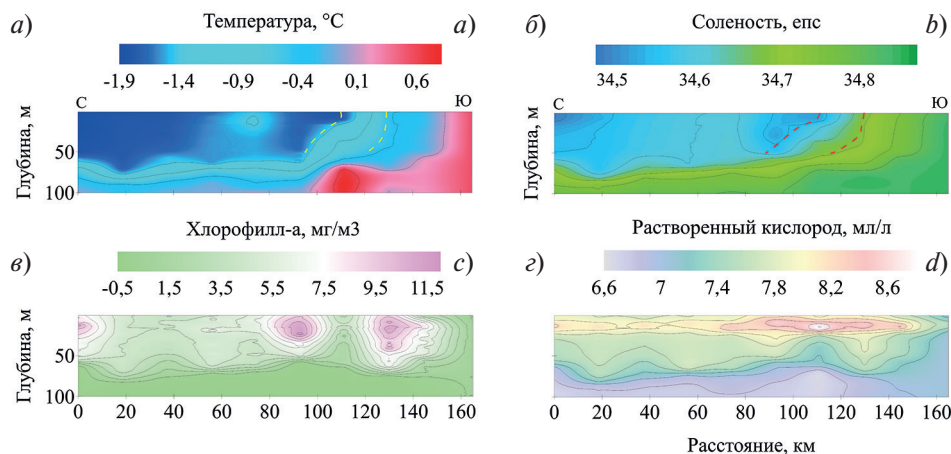 а) Температура, °C a)
-1,9 -1,4 -0,9 -0,4 0,1 0,6
С Ю
Глубина, м
50
100
б) Соленость, епс b)
34,5 34,6 34,7 34,8
С Ю
Глубина, м
50
100
в) Хлорофилл-а, мг/м3 c)
-0,5 1,5 3,5 5,5 7,5 9,5 11,5
Глубина, м
50
100
0 20 40 60 80 100 120 140 160
г) Растворенный кислород, мл/л d)
6,6 7 7,4 7,8 8,2 8,6
Глубина, м
50
100
0 20 40 60 80 100 120 140 160
Расстояние, км